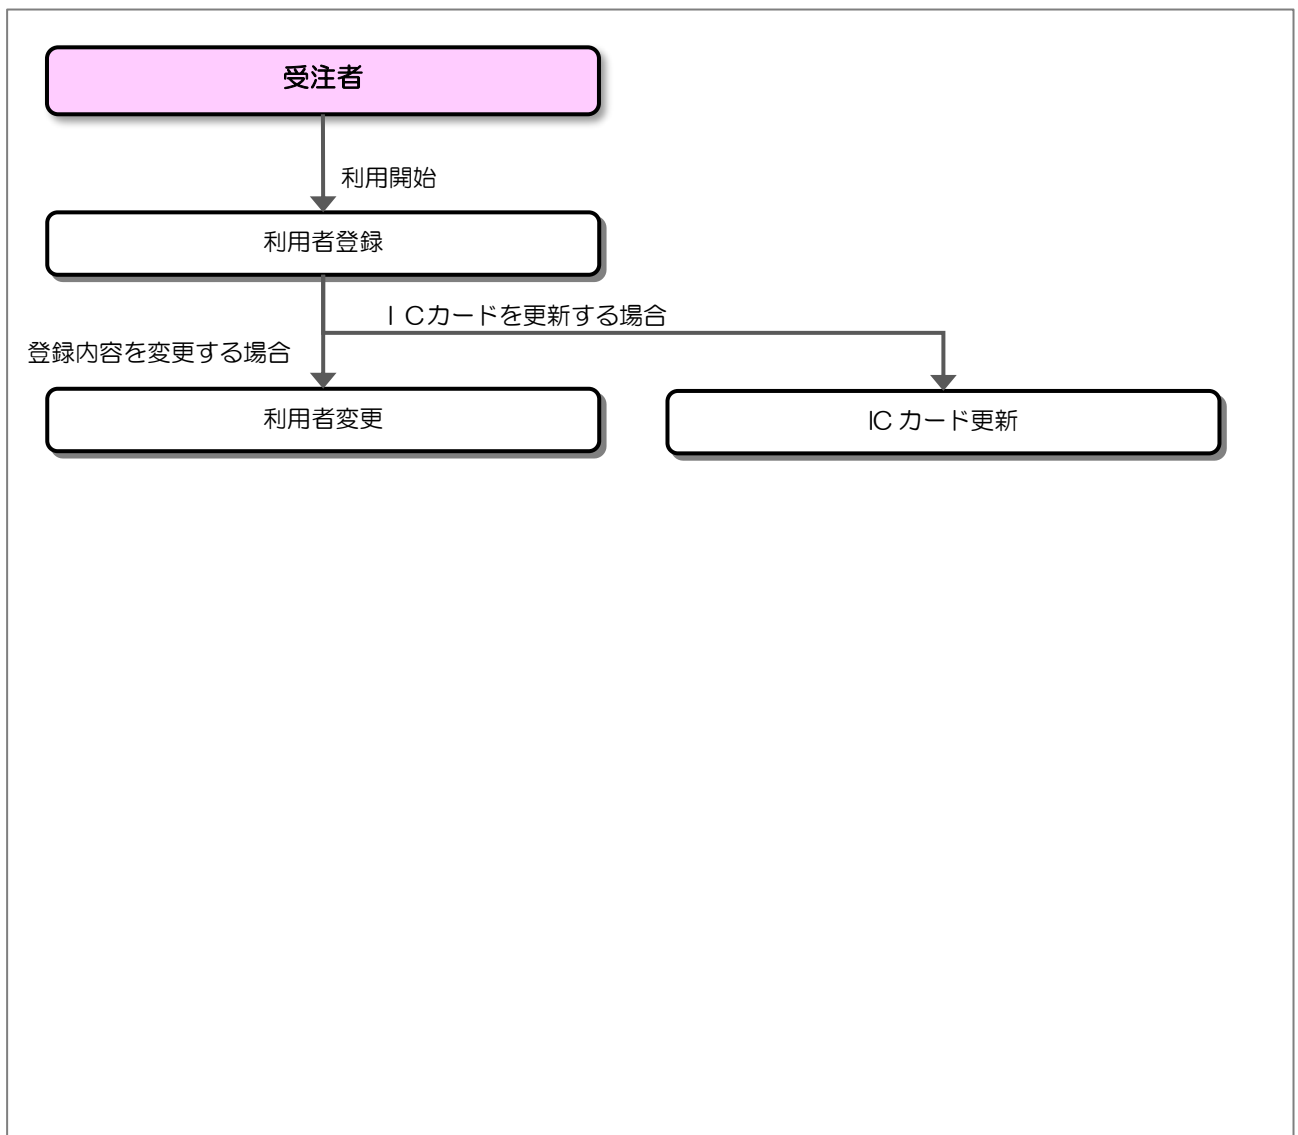 受注者
利用開始
利用者登録
ＩＣカードを更新する場合
登録内容を変更する場合
利用者変更
IC カード更新